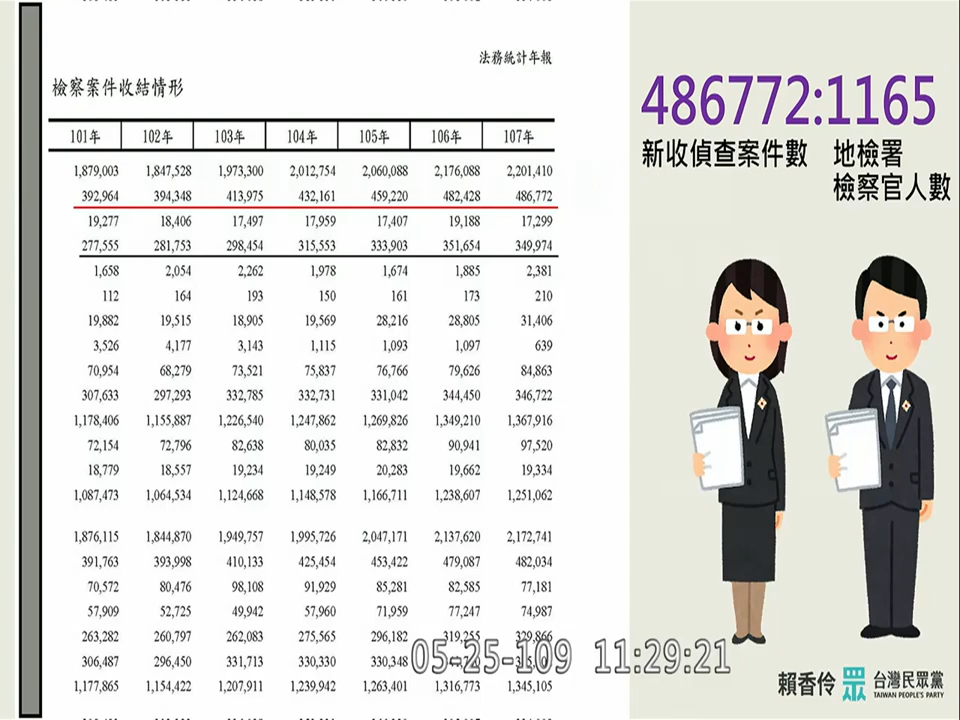 法務統計年報
檢察案件收結情形
101年 102年 103年 104年 105年 106年 107年
1,879,003 1,847,528 1,973,300 2,012,754 2,060,088 2,176,088 2,201,410
392,964 394,348 413,975 432,161 459,220 482,428 486,772
19,277 18,406 17,497 17,959 17,407 19,188 17,299
277,555 281,753 298,454 315,553 333,903 351,654 349,974
1,658 2,054 2,262 1,978 1,674 1,885 2,381
112 164 193 150 161 173 210
19,882 19,515 18,905 19,569 28,216 28,805 31,406
3,526 4,177 3,143 1,115 1,093 1,097 639
70,954 68,279 73,521 75,837 76,766 79,626 84,863
307,633 297,293 332,785 332,731 331,042 344,450 346,722
1,178,406 1,155,887 1,226,540 1,247,862 1,269,826 1,349,210 1,367,916
72,154 72,796 82,638 80,035 82,832 90,941 97,520
18,779 18,557 19,234 19,249 20,283 19,662 19,334
1,087,473 1,064,534 1,124,668 1,148,578 1,166,711 1,238,607 1,251,062
1,876,115 1,844,870 1,949,757 1,995,726 2,047,171 2,137,620 2,172,741
391,763 393,998 410,133 425,454 453,422 479,087 482,034
70,572 80,476 98,108 91,929 85,281 82,585 77,181
57,909 52,725 49,942 57,960 71,959 77,247 74,987
263,282 260,797 262,083 275,565 296,182 319,255 329,866
306,487 296,450 331,713 330,330 330,348
1,177,865 1,154,422 1,207,911 1,239,942 1,263,401 1,316,773 1,345,105
486772:1165
新收偵查案件數 地檢署
檢察官人數
05-25-109 11:29:21
賴香伶 眾 台灣民眾黨
TAIWAN PEOPLE'S PARTY